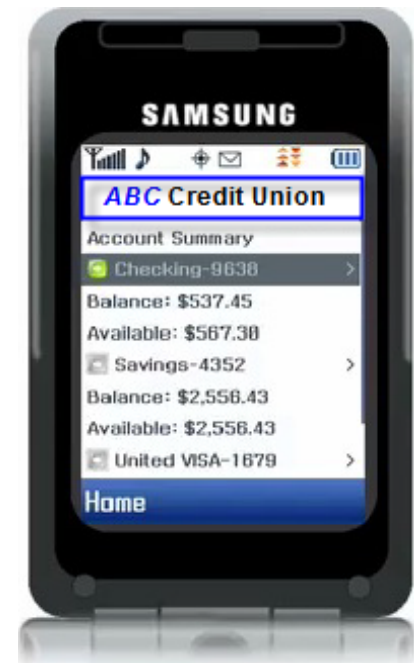 SAMSUNG
ABC Credit Union
Account Summary
Checking-9638
Balance: $537.45
Available: $567.30
Savings-4352
Balance: $2,556.43
Available: $2,556.43
United VISA-1679
Home